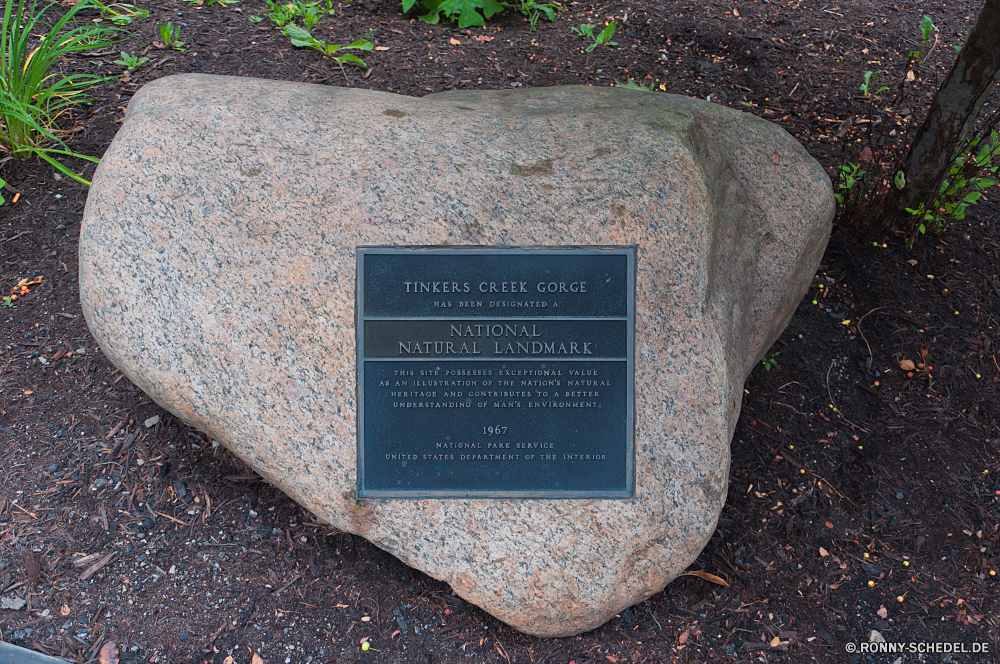 TINKERS CREEK GORGE
HAS BEEN DESIGNATED A
NATIONAL
NATURAL LANDMARK
THIS SITE POSSESSES EXCEPTIONAL VALUE
AS AN ILLUSTRATION OF THE NATION'S NATURAL
HERITAGE AND CONTRIBUTES TO A BETTER
UNDERSTANDING OF MAN'S ENVIRONMENT
1967
NATIONAL PARK SERVICE
UNITED STATES DEPARTMENT OF THE INTERIOR
©RONNY-SCHEDEL.DE